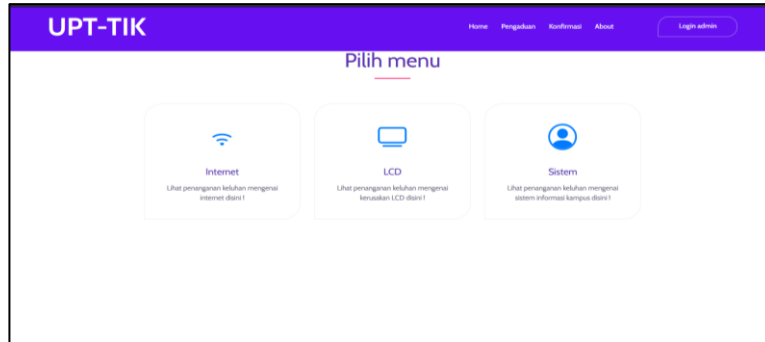 UPT-TIK
Home Pengaduan Konfirmasi About Login admin
Pilih menu
Internet
Lihat penanganan keluhan mengenai
internet disini !
LCD
Lihat penanganan keluhan mengenai
kerusakan LCD disini !
Sistem
Lihat penanganan keluhan mengenai
sistem informasi kampus disini !